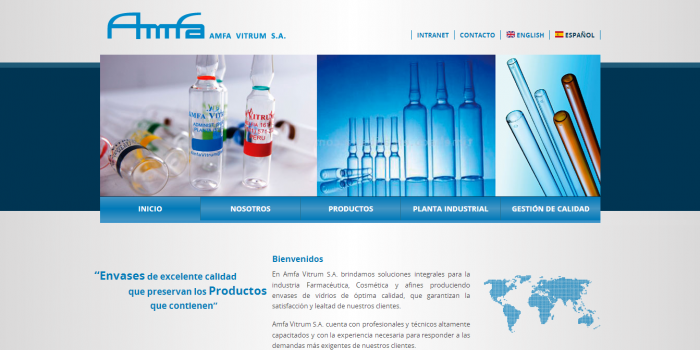 Amfa AMFA VITRUM S.A.
INTRANET CONTACTO ENGLISH ESPAÑOL
AMFA VITRUM
VITRUM
INICIO NOSOTROS PRODUCTOS PLANTA INDUSTRIAL GESTIÓN DE CALIDAD
“Envases de excelente calidad
que preservan los Productos
que contienen“
Bienvenidos
En Amfa Vitrum S.A. brindamos soluciones integrales para la
industria Farmacéutica, Cosmética y afines produciendo
envases de vidrios de óptima calidad, que garantizan la
satisfacción y lealtad de nuestros clientes.
Amfa Vitrum S.A. cuenta con profesionales y técnicos altamente
capacitados y con la experiencia necesaria para responder a las
demandas más exigentes de nuestros clientes.